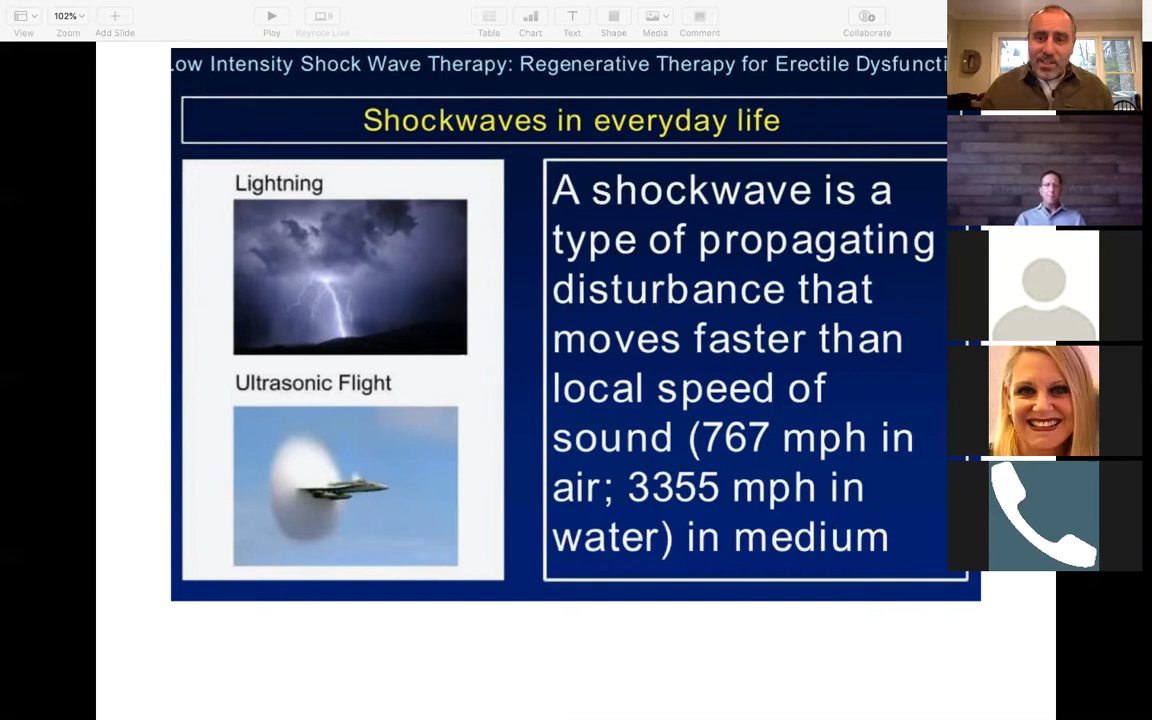 102%
View
Zoom
Add Slide
Play
Keynote Live
Table
Chart
Text
Shape
Media
Comment
Collaborate
Low Intensity Shock Wave Therapy: Regenerative Therapy for Erectile Dysfuncti
Shockwaves in everyday life
Lightning
Ultrasonic Flight
A shockwave is a
type of propagating
disturbance that
moves faster than
local speed of
sound (767 mph in
air; 3355 mph in
water) in medium